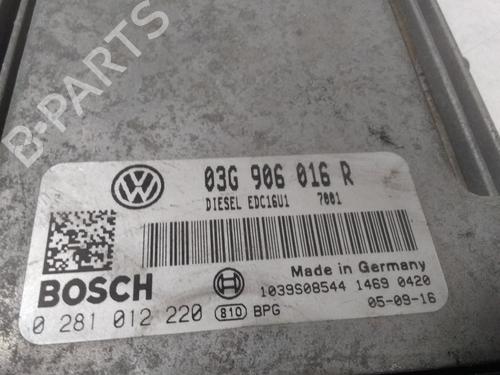 B-PARTS
03G 906 016 R
DIESEL EDC16U1 7001
BOSCH
Made in Germany
1039S08544 1469 0420
0 281 012 220 810 BPG 05-09-16